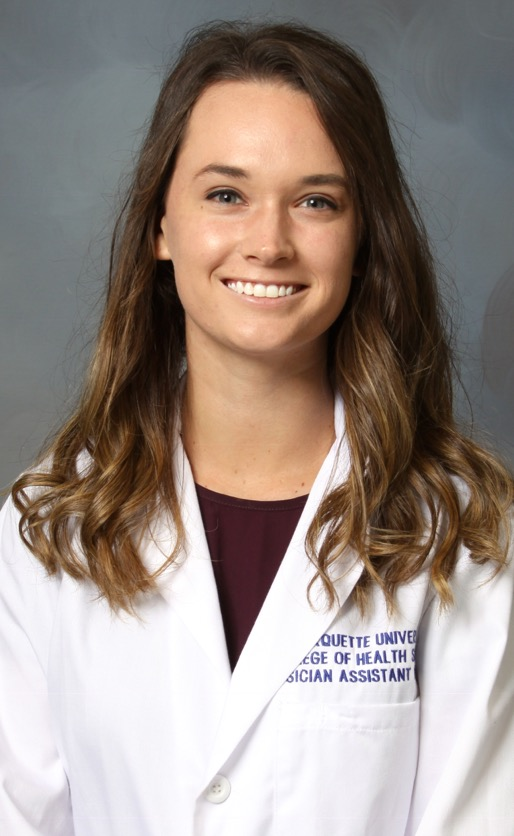 QUETTE UNIVE
EGE OF HEALTH S
SICIAN ASSISTANT